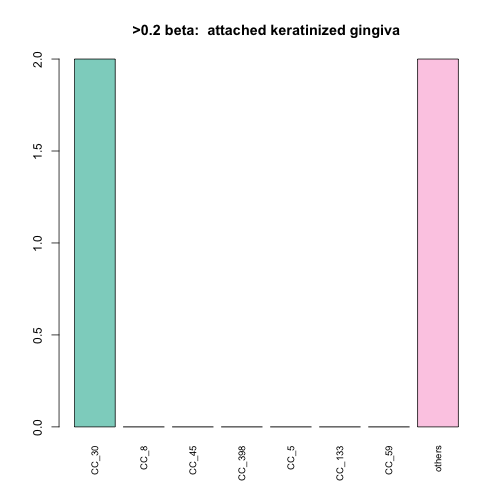 >0.2 beta:  attached keratinized gingiva
2.0
1.5
1.0
0.5
0.0
CC_30
CC_8
CC_45
CC_398
CC_5
CC_133
CC_59
others